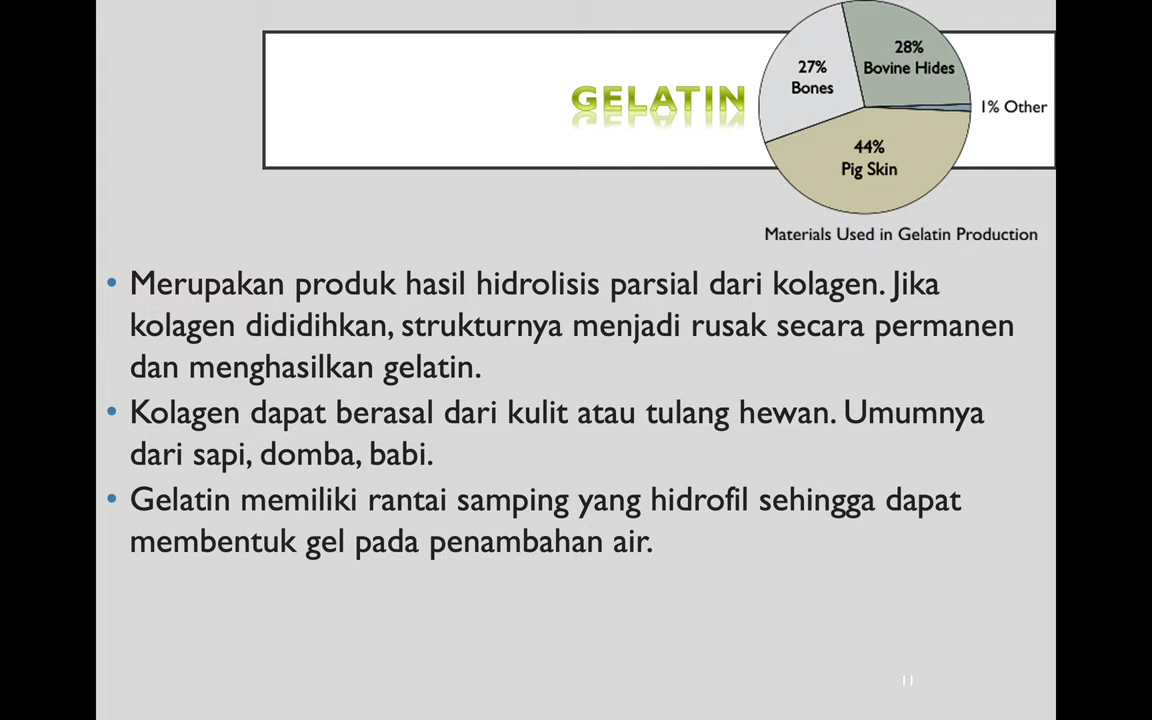 GELATIN
28%
Bovine Hides
27%
Bones
1% Other
44%
Pig Skin
Materials Used in Gelatin Production
• Merupakan produk hasil hidrolisis parsial dari kolagen. Jika
kolagen dididihkan, strukturnya menjadi rusak secara permanen
dan menghasilkan gelatin.
• Kolagen dapat berasal dari kulit atau tulang hewan. Umumnya
dari sapi, domba, babi.
• Gelatin memiliki rantai samping yang hidrofil sehingga dapat
membentuk gel pada penambahan air.
11